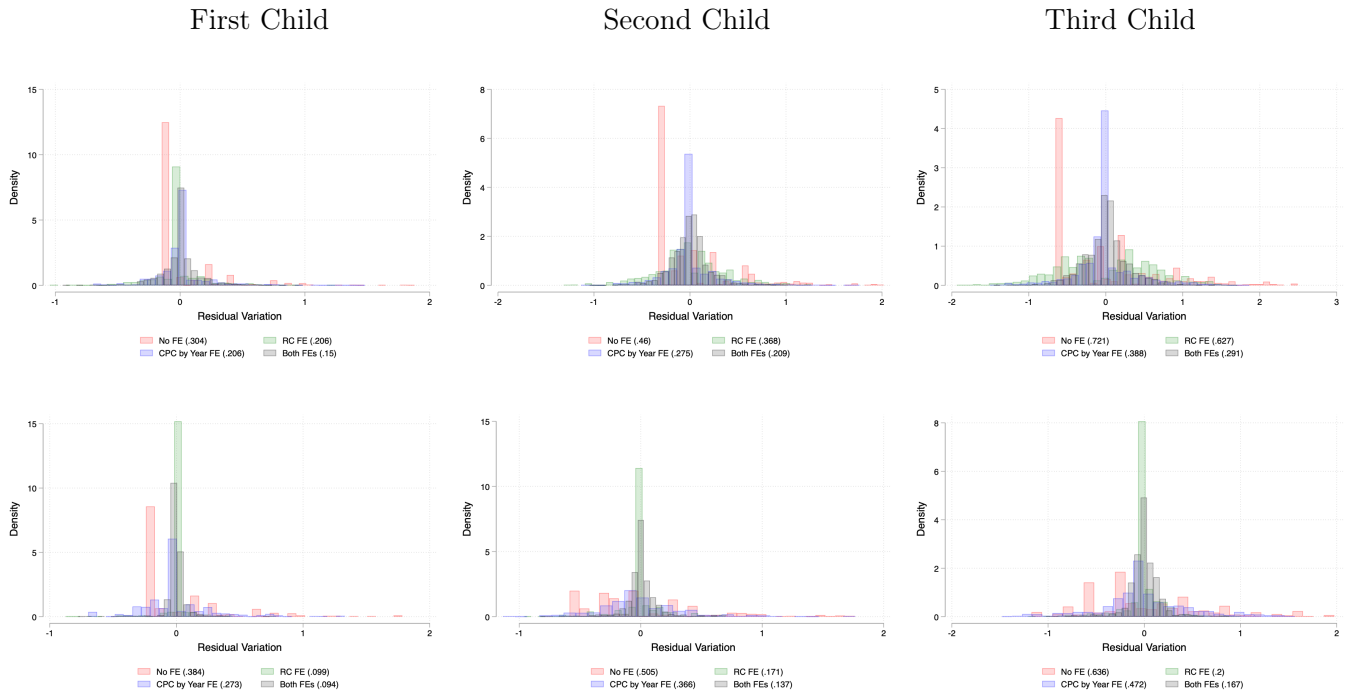 First Child
Second Child
Third Child
15
10
5
0
Density
-1
0
1
2
Residual Variation
No FE (.304)
RC FE (.206)
CPC by Year FE (.206)
Both FEs (.15)
8
6
4
2
0
Density
-2
-1
0
1
2
Residual Variation
No FE (.46)
RC FE (.368)
CPC by Year FE (.275)
Both FEs (.209)
5
4
3
2
1
0
Density
-2
-1
0
1
2
3
Residual Variation
No FE (.721)
RC FE (.627)
CPC by Year FE (.388)
Both FEs (.291)
15
10
5
0
Density
-1
0
1
2
Residual Variation
No FE (.384)
RC FE (.099)
CPC by Year FE (.273)
Both FEs (.094)
15
10
5
0
Density
-1
0
1
2
Residual Variation
No FE (.505)
RC FE (.171)
CPC by Year FE (.366)
Both FEs (.137)
8
6
4
2
0
Density
-2
-1
0
1
2
Residual Variation
No FE (.636)
RC FE (.2)
CPC by Year FE (.472)
Both FEs (.167)